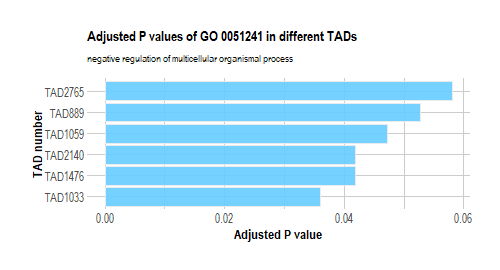 Adjusted P values of GO 0051241 in different TADs
negative regulation of multicellular organismal process
TAD number
TAD2765
TAD889
TAD1059
TAD2140
TAD1476
TAD1033
0.00 0.02 0.04 0.06
Adjusted P value